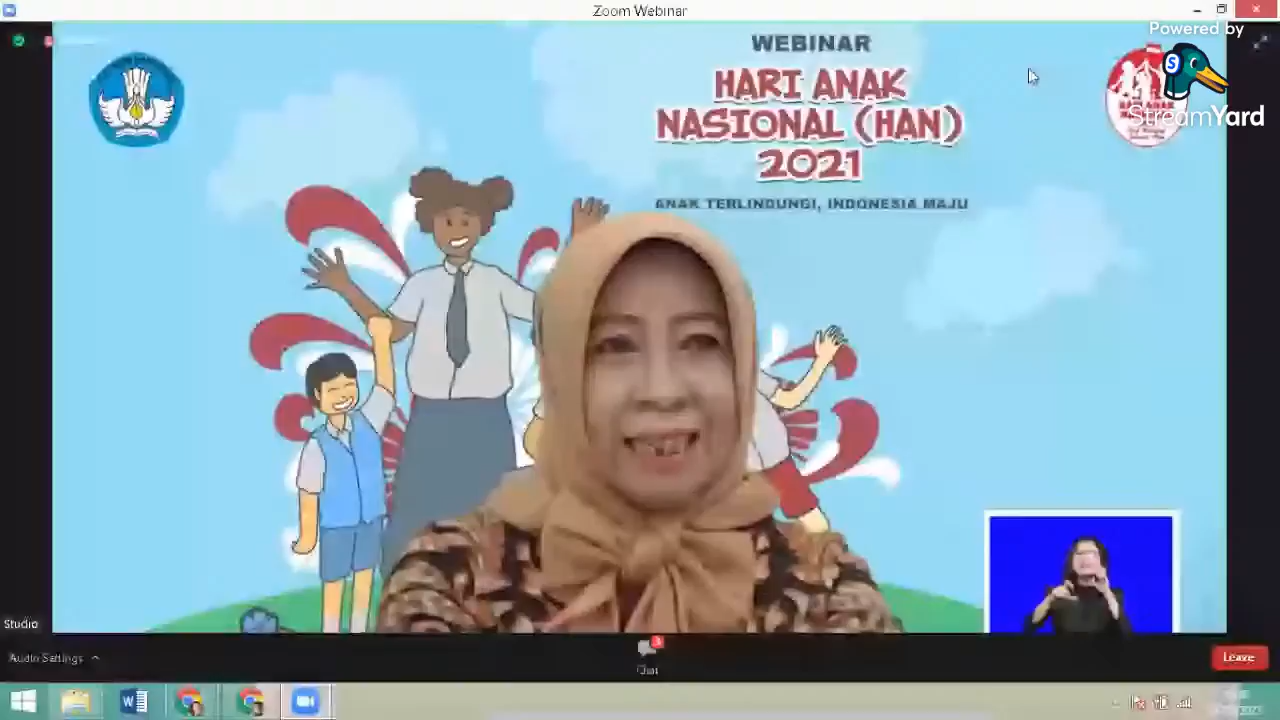 Zoom Webinar
Powered by
StreamYard
WEBINAR
HARI ANAK
NASIONAL (HAN)
2021
ANAK TERLINDUNGI, INDONESIA MAJU
Studio
Audio Settings
3
Chat
Leave